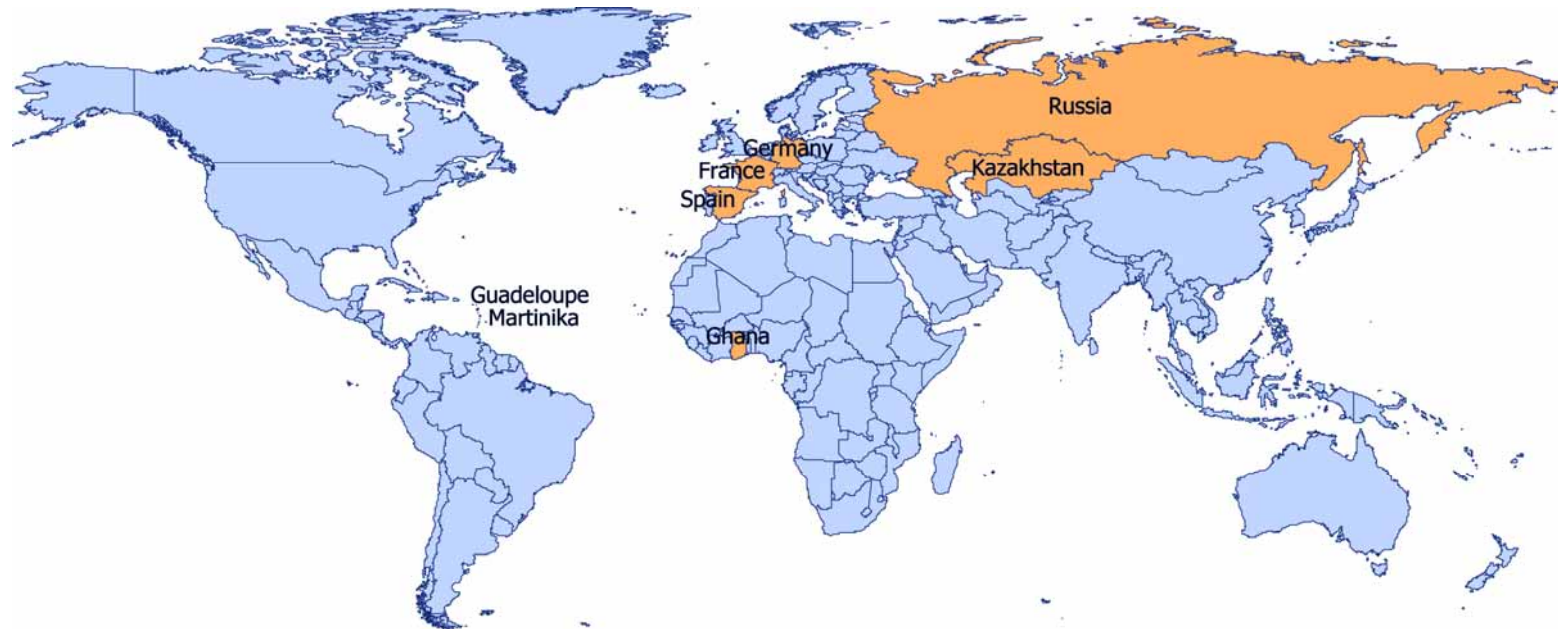 Russia
Germany
Kazakhstan
France
Spain
Guadeloupe
Martinika
Ghana